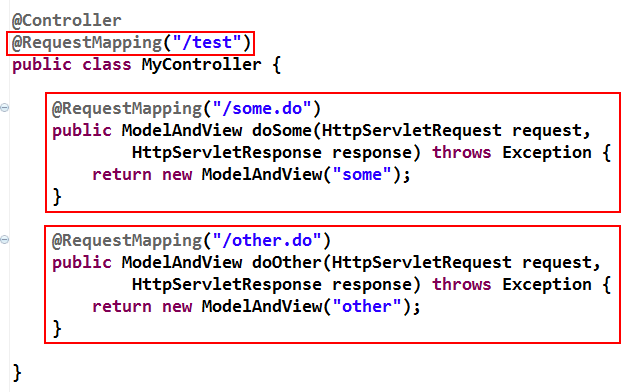 @Controller
@RequestMapping("/test")
public class MyController {
@RequestMapping("/some.do")
public ModelAndView doSome(HttpServletRequest request,
HttpServletResponse response) throws Exception {
return new ModelAndView("some");
}
@RequestMapping("/other.do")
public ModelAndView doOther(HttpServletRequest request,
HttpServletResponse response) throws Exception {
return new ModelAndView("other");
}
}